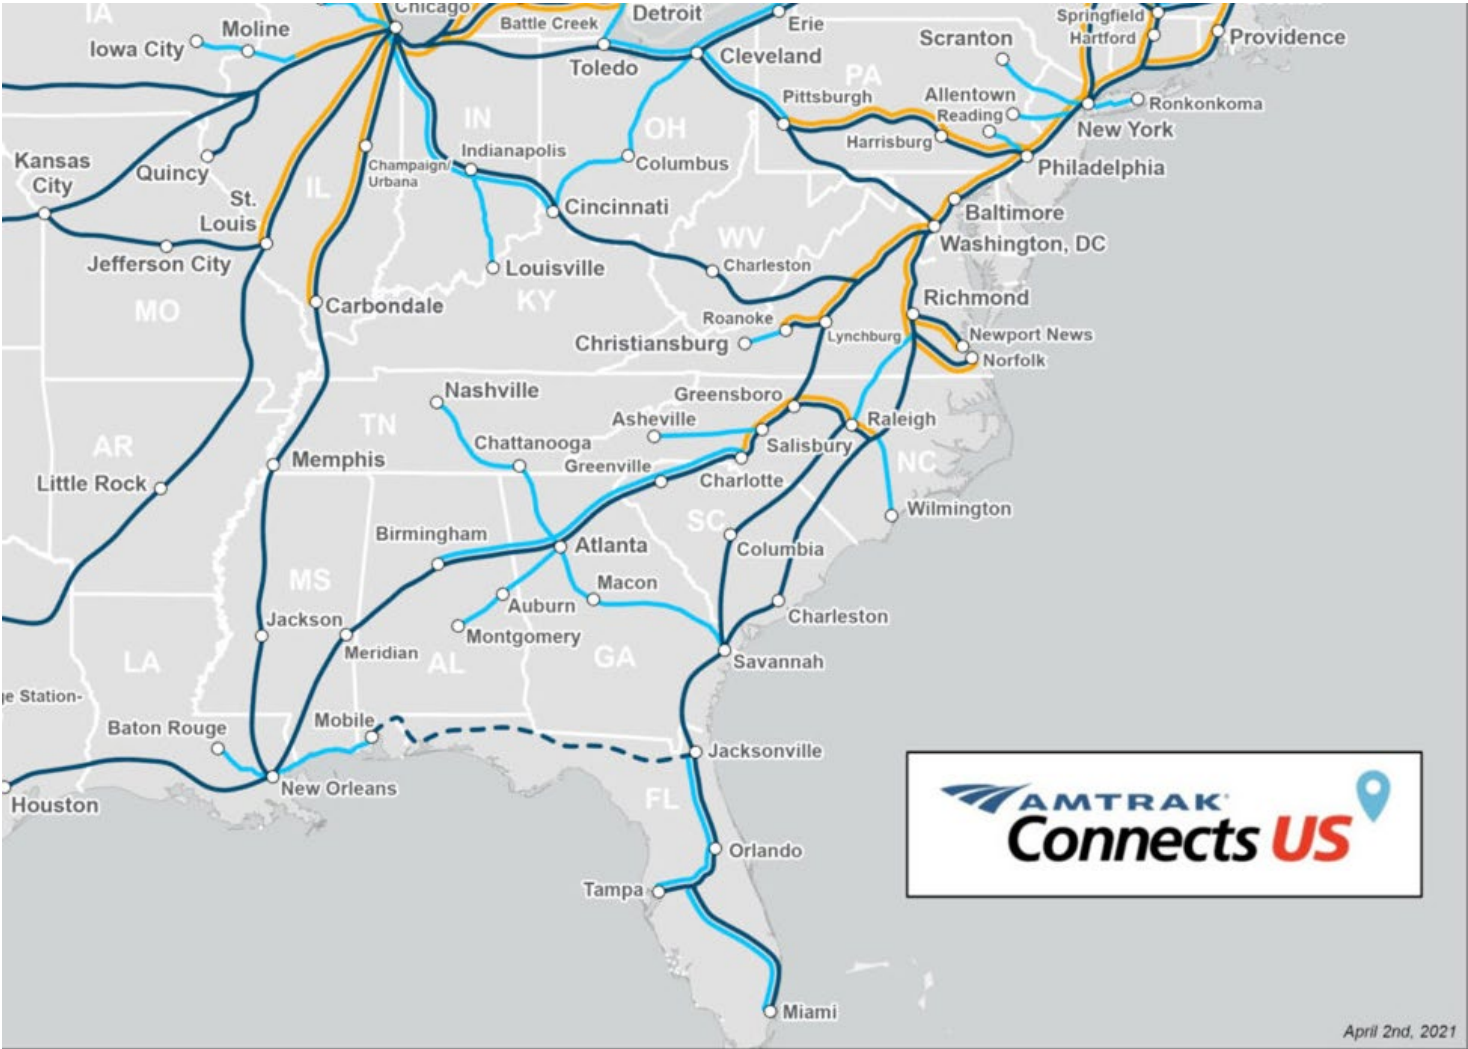 IA
Chicago
Battle Creek
Detroit
Erie
Springfield
Moline
Iowa City
Toledo
Cleveland
Scranton
Hartford
Providence
PA
Pittsburgh
Allentown
Reading
Ronkonkoma
New York
IN
OH
Harrisburg
Indianapolis
Columbus
Philadelphia
Kansas
City
Quincy
Champaign/
Urbana
IL
St.
Louis
Cincinnati
Baltimore
Washington, DC
WV
Jefferson City
Louisville
Charleston
MO
Carbondale
KY
Richmond
Roanoke
Lynchburg
Newport News
Christiansburg
Norfolk
Nashville
Greensboro
Asheville
Raleigh
TN
AR
Chattanooga
Salisbury
Memphis
Greenville
Charlotte
NC
Little Rock
Wilmington
SC
Birmingham
Atlanta
Columbia
MS
Macon
Auburn
Charleston
Jackson
Montgomery
Meridian
LA
AL
GA
Savannah
ge Station-
Baton Rouge
Mobile
Jacksonville
New Orleans
Houston
FL
AMTRAK
Connects US
Orlando
Tampa
Miami
April 2nd, 2021